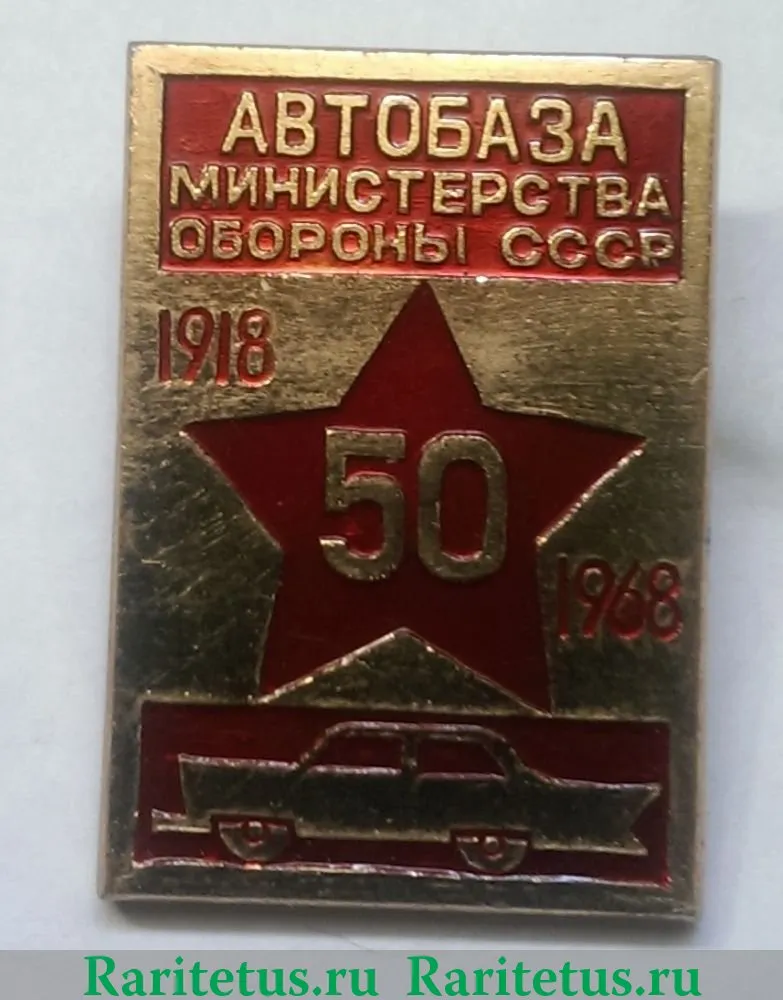 АВТОБАЗА
МИНИСТЕРСТВА
ОБОРОНЫ СССР
1918
50
1968
Raritetus.ru Raritetus.ru